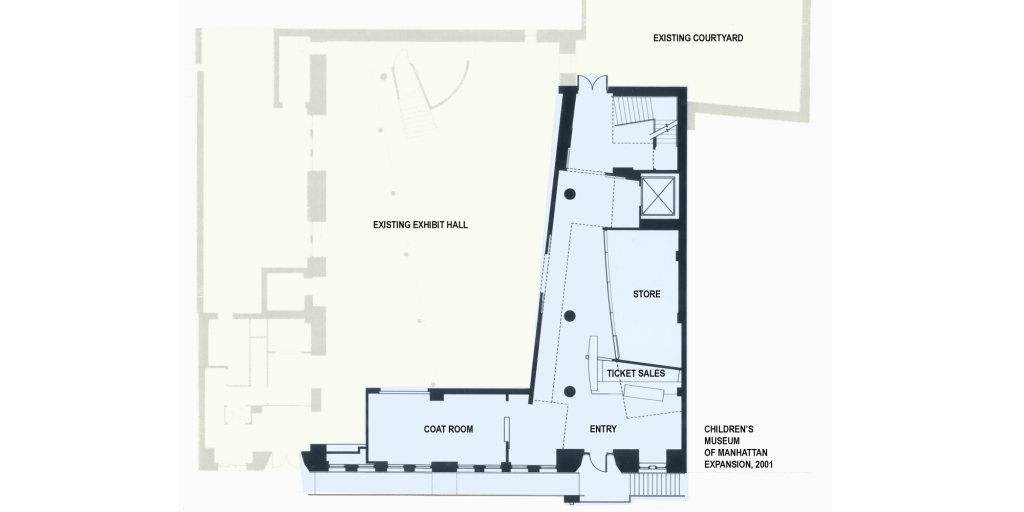 EXISTING COURTYARD
EXISTING EXHIBIT HALL
STORE
TICKET SALES
COAT ROOM
ENTRY
CHILDREN'S
MUSEUM
OF MANHATTAN
EXPANSION, 2001